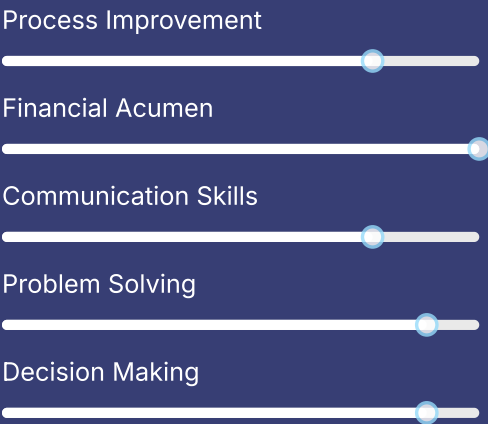 Process Improvement
Financial Acumen
Communication Skills
Problem Solving
Decision Making